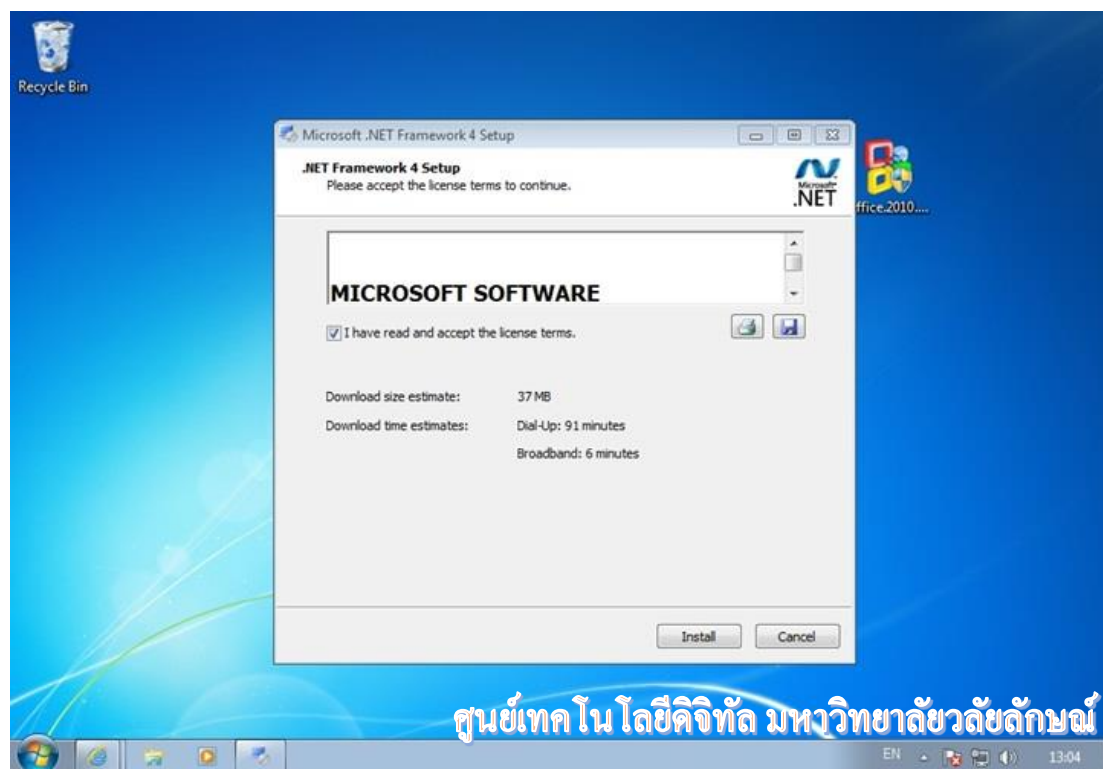 Recycle Bin
Microsoft .NET Framework 4 Setup
.NET Framework 4 Setup
Please accept the license terms to continue.
Microsoft
.NET
ffice.2010....
MICROSOFT SOFTWARE
I have read and accept the license terms.
Download size estimate: 37 MB
Download time estimates: Dial-Up: 91 minutes
Broadband: 6 minutes
Install Cancel
ศูนย์เทคโนโลยีดิจิทัล มหาวิทยาลัยวลัยลักษณ์
EN 13:04